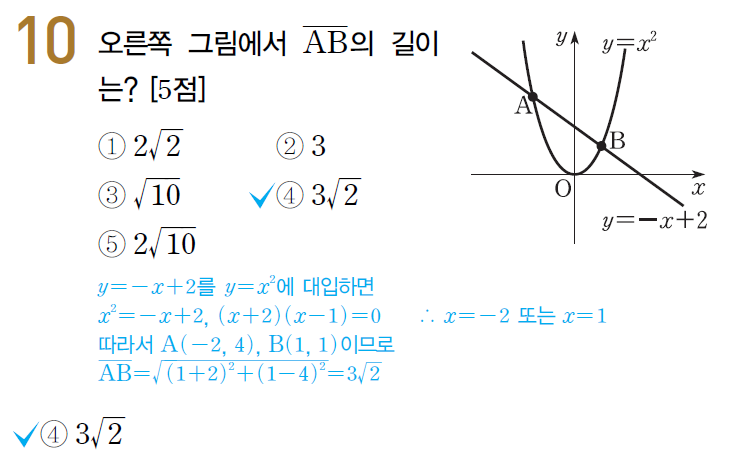 10 오른쪽 그림에서 \overline{AB}의 길이
는? [5점]
① 2√2 ② 3
③ √10 ✓④ 3√2
⑤ 2√10
y
y=x²
A
B
O
x
y=-x+2
y=-x+2를 y=x²에 대입하면
x²=-x+2, (x+2)(x-1)=0 ∴ x=-2 또는 x=1
따라서 A(-2, 4), B(1, 1)이므로
\overline{AB}=√((1+2)²+(1-4)²)=3√2
✓④ 3√2